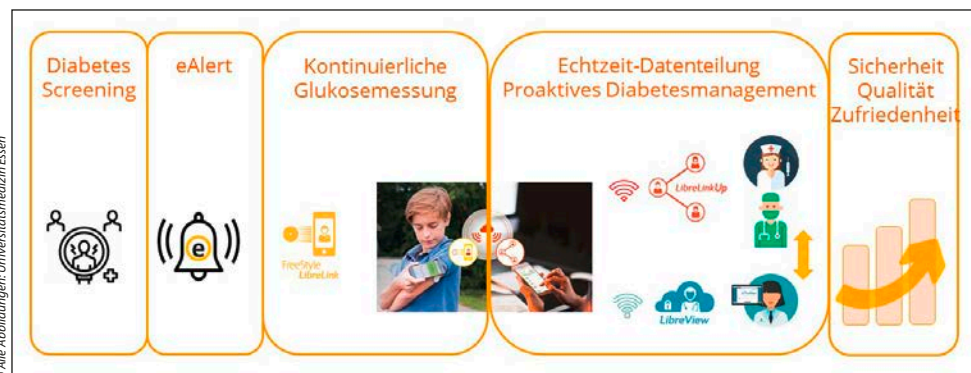 Diabetes
Screening
eAlert
Kontinuierliche
Glukosemessung
Echtzeit-Datenteilung
Proaktives Diabetesmanagement
Sicherheit
Qualität
Zufriedenheit
e
FreeStyle
LibreLink
LibreLinkUp
LibreView
Alle Abbildungen: Universitätsmedizin Essen